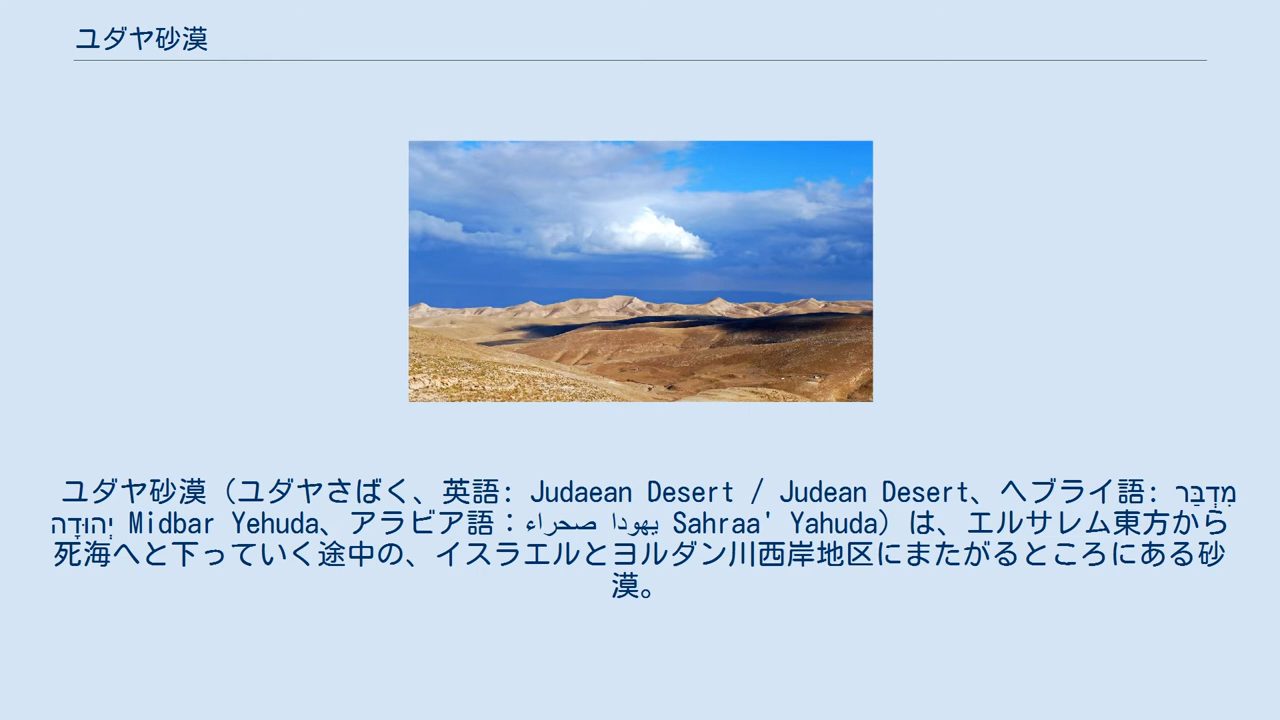 ユダヤ砂漠
ユダヤ砂漠（ユダヤさばく、英語: Judaean Desert / Judean Desert、ヘブライ語: מִדְבַּר
יְהוּדָה Midbar Yehuda、アラビア語：صحراء يهودا Sahraa' Yahuda）は、エルサレム東方から
死海へと下っていく途中の、イスラエルとヨルダン川西岸地区にまたがるところにある砂
漠。